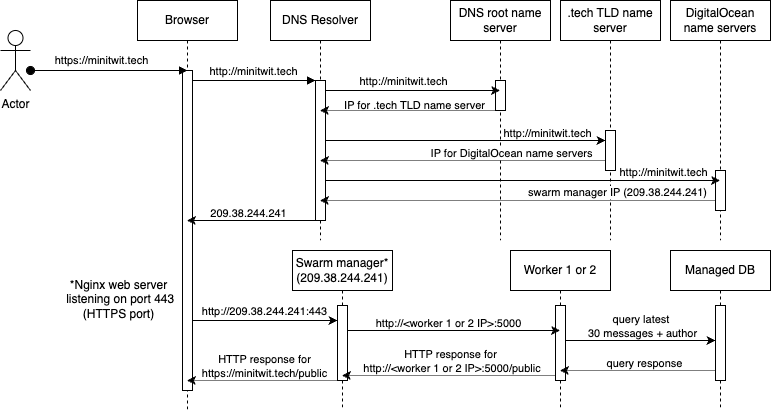 Browser
DNS Resolver
DNS root name
server
.tech TLD name
server
DigitalOcean
name servers
Actor
https://minitwit.tech
http://minitwit.tech
http://minitwit.tech
IP for .tech TLD name server
http://minitwit.tech
IP for DigitalOcean name servers
http://minitwit.tech
swarm manager IP (209.38.244.241)
209.38.244.241
*Nginx web server
listening on port 443
(HTTPS port)
Swarm manager*
(209.38.244.241)
Worker 1 or 2
Managed DB
http://209.38.244.241:443
http://<worker 1 or 2 IP>:5000
query latest
30 messages + author
HTTP response for
https://minitwit.tech/public
HTTP response for
http://<worker 1 or 2 IP>:5000/public
query response